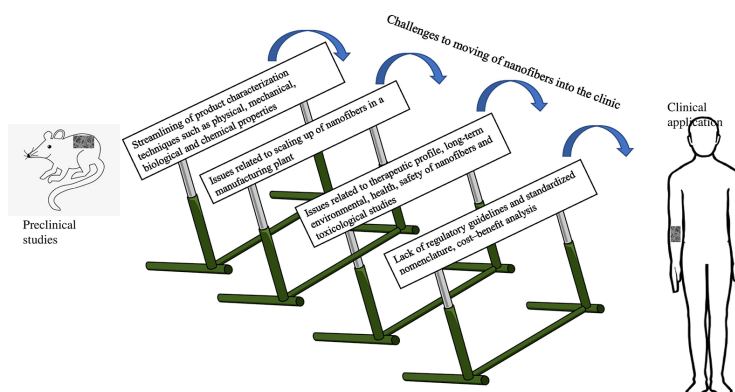 Challenges to moving of nanofibers into the clinic
Streamlining of product characterization
techniques such as physical, mechanical,
biological and chemical properties
Issues related to scaling up of nanofibers in a
manufacturing plant
Issues related to therapeutic profile, long-term
environmental, health, safety of nanofibers and
toxicological studies
Lack of regulatory guidelines and standardized
nomenclature, cost–benefit analysis
Preclinical
studies
Clinical
application